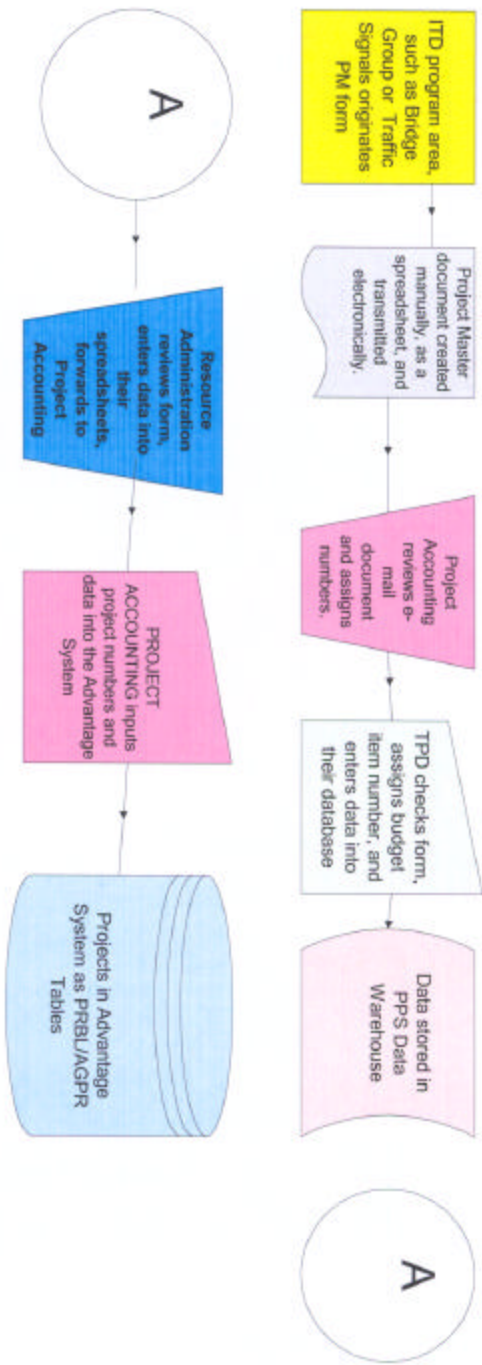 ITD program area,
such as Bridge
Group or Traffic
Signals originates
PM form
Project Master
document created
manually, as a
spreadsheet, and
transmitted
electronically.
Project
Accounting
reviews e-
mail
document
and assigns
numbers.
TPD checks form,
assigns budget
item number, and
enters data into
their database
Data stored in
PPS Data
Warehouse
A
A
Resource
Administration
reviews form,
enters data into
their
spreadsheets,
forwards to
Project
Accounting
PROJECT
ACCOUNTING inputs
project numbers and
data into the Advantage
System
Projects in Advantage
System as PRBL/AGPR
Tables